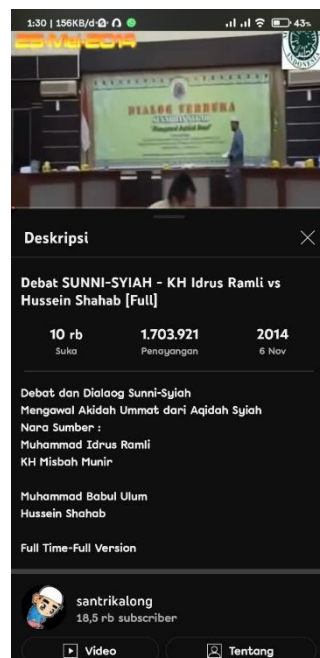 1:30 | 156KB/d
43%
25-Mei-2014
DIALOG TERBUKA
Deskripsi
Debat SUNNI-SYIAH - KH Idrus Ramli vs
Hussein Shahab [Full]
10 rb
1.703.921
2014
Suka
Penayangan
6 Nov
Debat dan Dialaog Sunni-Syiah
Mengawal Akidah Ummat dari Aqidah Syiah
Nara Sumber :
Muhammad Idrus Ramli
KH Misbah Munir
Muhammad Babul Ulum
Hussein Shahab
Full Time-Full Version
santrikalong
18,5 rb subscriber
Video
Tentang